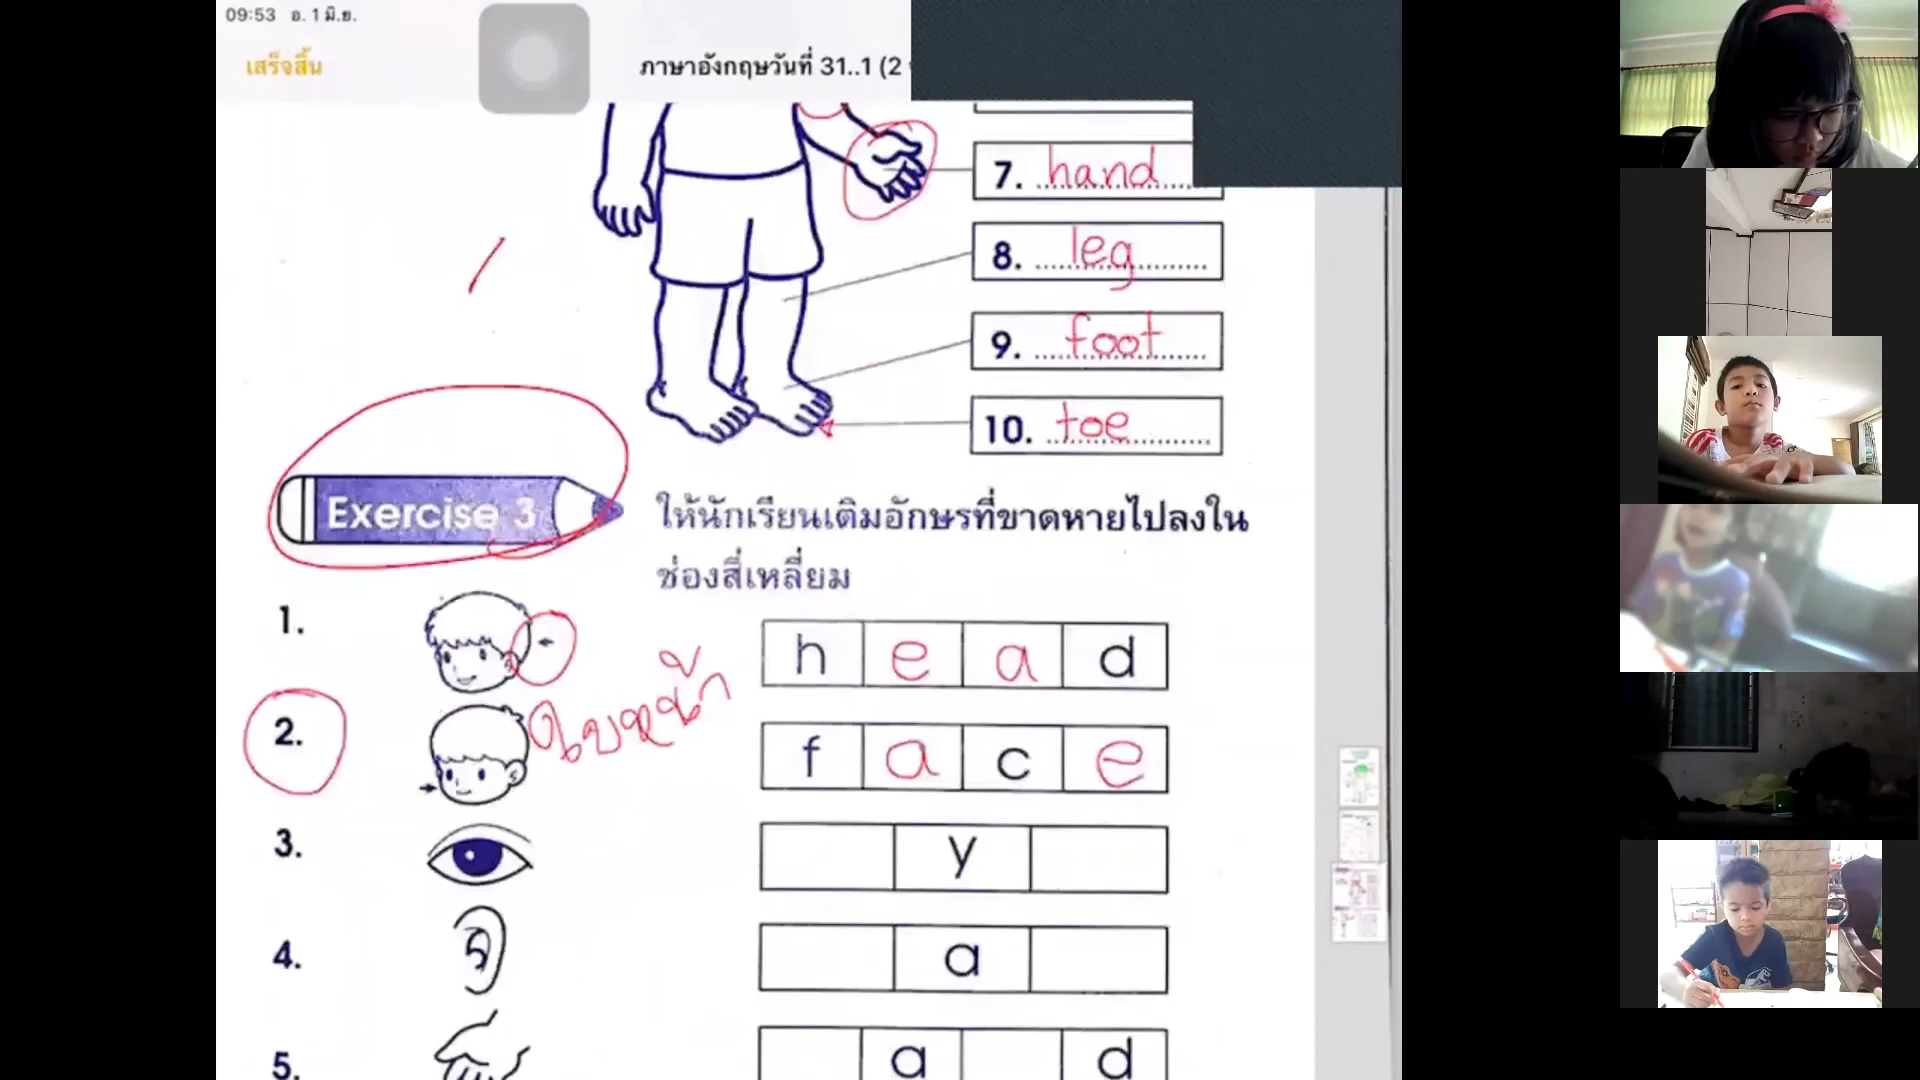 09:53 อ. 1 มิ.ย.
เสร็จสิ้น
ภาษาอังกฤษวันที่ 31..1 (2
7. hand
8. leg
9. foot
10. toe
Exercise 3
ให้นักเรียนเติมอักษรที่ขาดหายไปลงใน
ช่องสี่เหลี่ยม
1. h e a d
2. ใบหน้า f a c e
3. y
4. a
5. a d